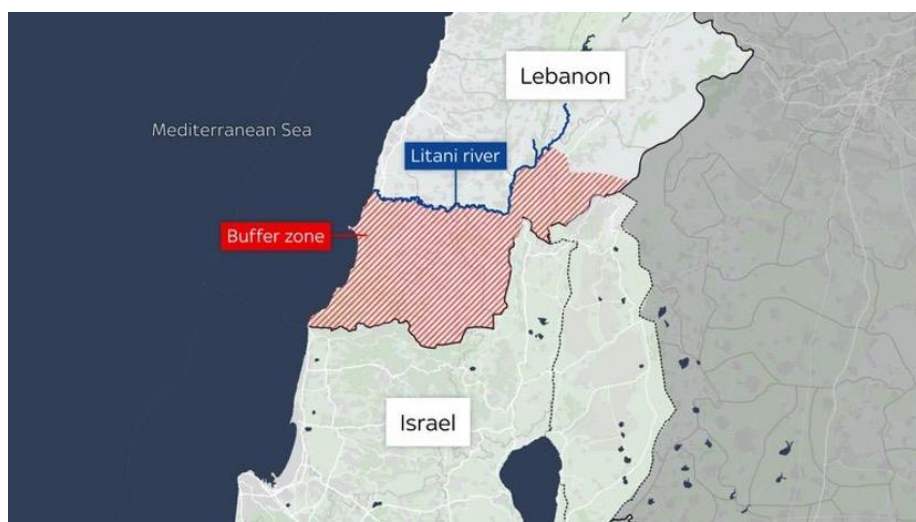 Lebanon
Mediterranean Sea
Litani river
Buffer zone
Israel